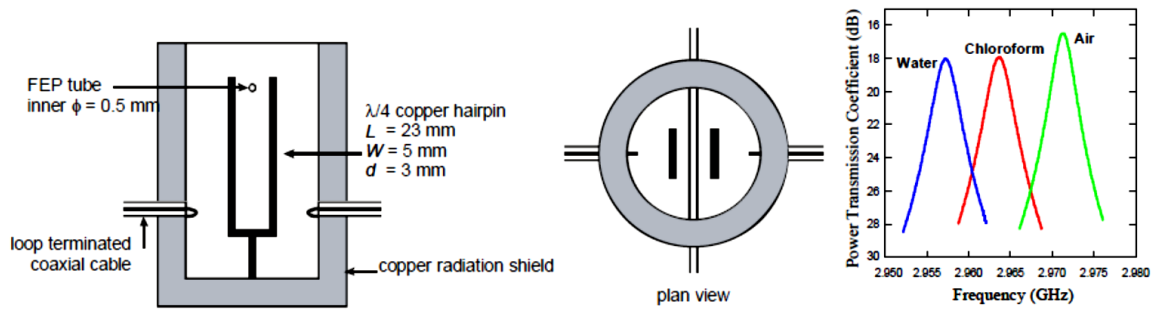 FEP tube
inner ϕ = 0.5 mm
λ/4 copper hairpin
L = 23 mm
W = 5 mm
d = 3 mm
loop terminated
coaxial cable
copper radiation shield
plan view
Power Transmission Coefficient (dB)
16
18
20
22
24
26
28
30
Water
Chloroform
Air
2.950 2.955 2.960 2.965 2.970 2.975 2.980
Frequency (GHz)